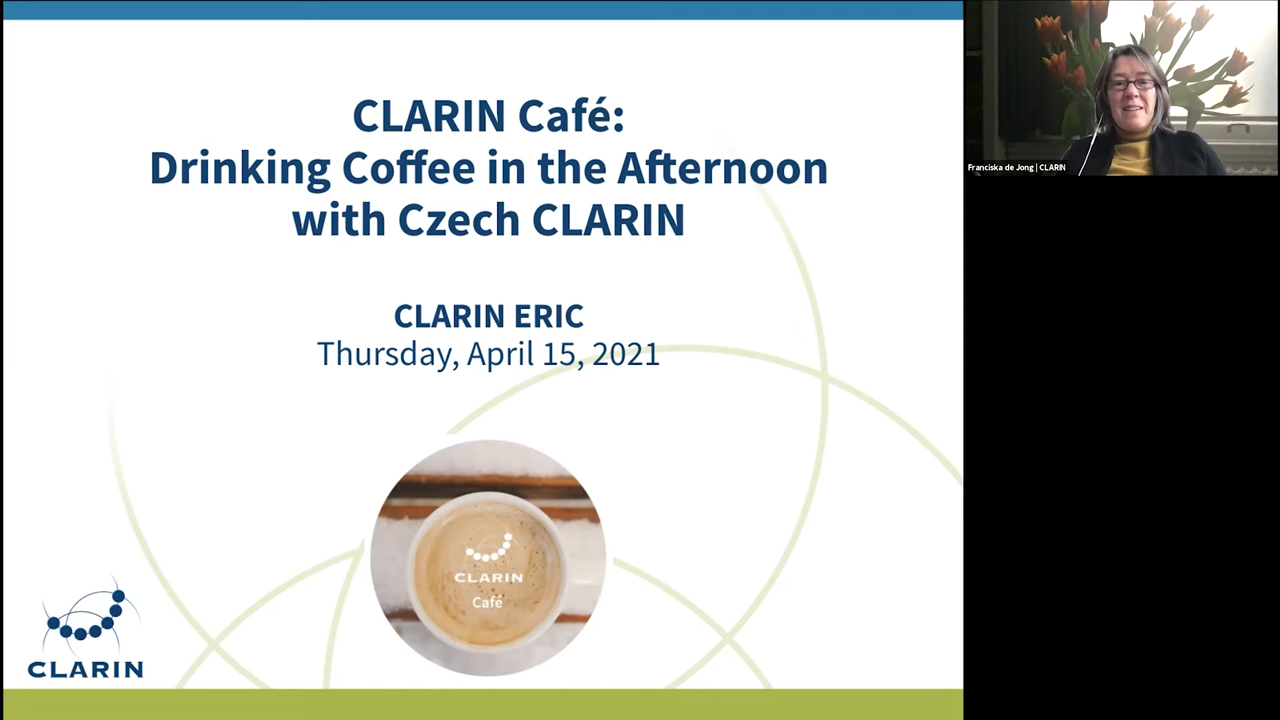 CLARIN Café:
Drinking Coffee in the Afternoon
with Czech CLARIN
CLARIN ERIC
Thursday, April 15, 2021
CLARIN
Café
CLARIN
Franciska de Jong | CLARIN